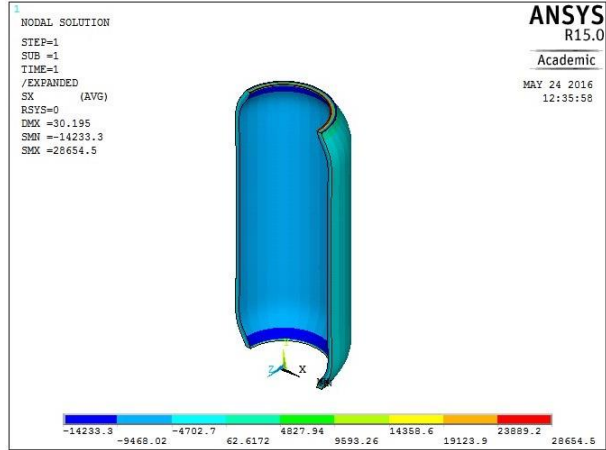 1
NODAL SOLUTION
STEP=1
SUB =1
TIME=1
/EXPANDED
SX (AVG)
RSYS=0
DMX =30.195
SMN =-14233.3
SMX =28654.5
ANSYS
R15.0
Academic
MAY 24 2016
12:35:58
Z X
-14233.3 -4702.7 4827.94 14358.6 23889.2
-9468.02 62.6172 9593.26 19123.9 28654.5